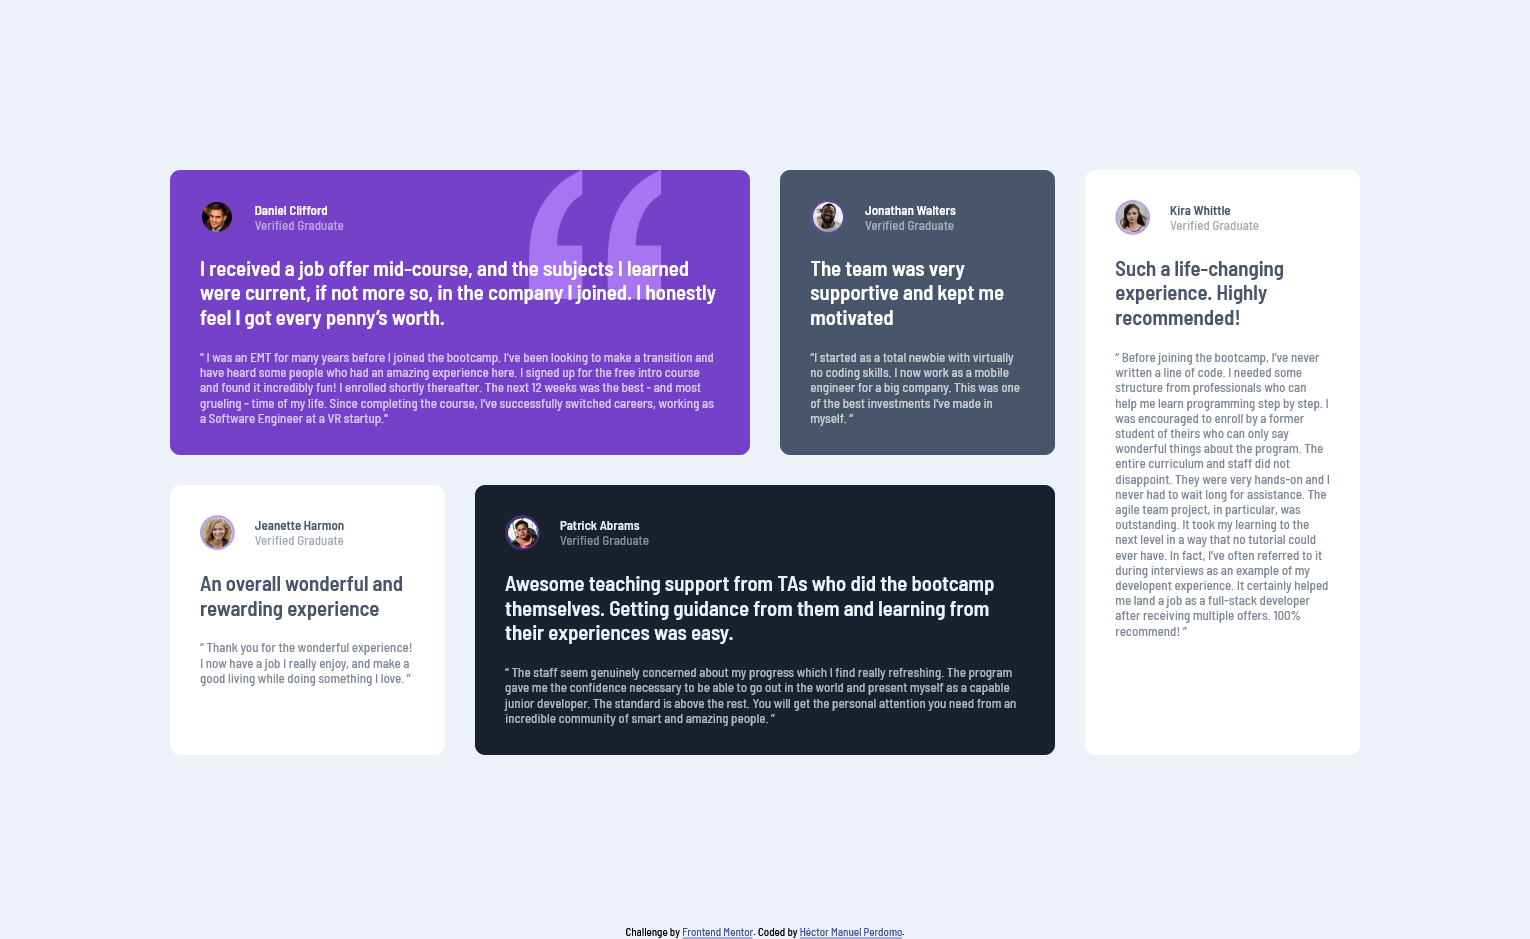 Daniel Clifford
Verified Graduate
I received a job offer mid-course, and the subjects I learned
were current, if not more so, in the company I joined. I honestly
feel I got every penny’s worth.
“ I was an EMT for many years before I joined the bootcamp. I’ve been looking to make a transition and
have heard some people who had an amazing experience here. I signed up for the free intro course
and found it incredibly fun! I enrolled shortly thereafter. The next 12 weeks was the best - and most
grueling - time of my life. Since completing the course, I’ve successfully switched careers, working as
a Software Engineer at a VR startup."
Jonathan Walters
Verified Graduate
The team was very
supportive and kept me
motivated
“I started as a total newbie with virtually
no coding skills. I now work as a mobile
engineer for a big company. This was one
of the best investments I’ve made in
myself. ”
Kira Whittle
Verified Graduate
Such a life-changing
experience. Highly
recommended!
“ Before joining the bootcamp, I’ve never
written a line of code. I needed some
structure from professionals who can
help me learn programming step by step. I
was encouraged to enroll by a former
student of theirs who can only say
wonderful things about the program. The
entire curriculum and staff did not
disappoint. They were very hands-on and I
never had to wait long for assistance. The
agile team project, in particular, was
outstanding. It took my learning to the
next level in a way that no tutorial could
ever have. In fact, I’ve often referred to it
during interviews as an example of my
developent experience. It certainly helped
me land a job as a full-stack developer
after receiving multiple offers. 100%
recommend! ”
Jeanette Harmon
Verified Graduate
An overall wonderful and
rewarding experience
“ Thank you for the wonderful experience!
I now have a job I really enjoy, and make a
good living while doing something I love. ”
Patrick Abrams
Verified Graduate
Awesome teaching support from TAs who did the bootcamp
themselves. Getting guidance from them and learning from
their experiences was easy.
“ The staff seem genuinely concerned about my progress which I find really refreshing. The program
gave me the confidence necessary to be able to go out in the world and present myself as a capable
junior developer. The standard is above the rest. You will get the personal attention you need from an
incredible community of smart and amazing people. ”
Challenge by Frontend Mentor. Coded by Héctor Manuel Perdomo.